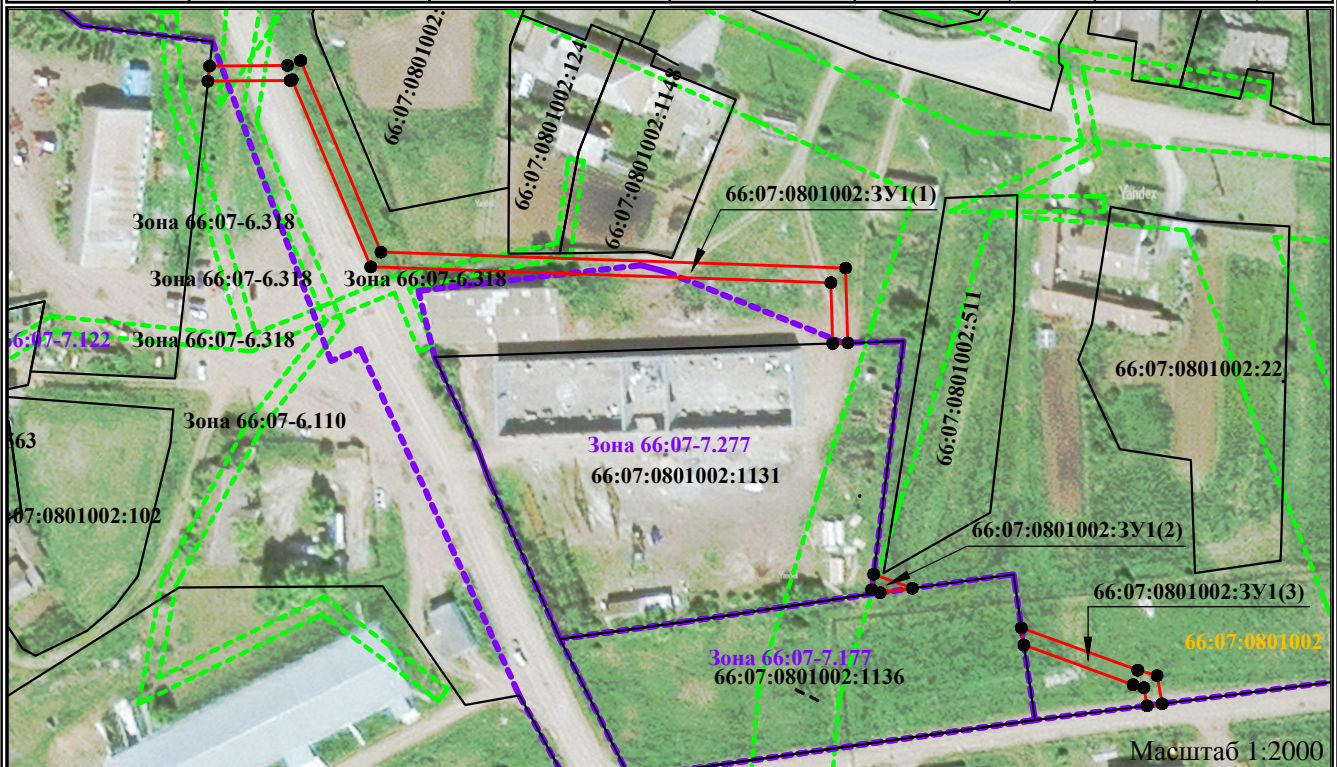 66:07:0801002:
66:07:0801002:124
66:07:0801002:1148
66:07:0801002:ЗУ1(1)
Yandex
Yandex
Зона 66:07-6.318
Зона 66:07-6.318
Зона 66:07-6.318
66:07-7.122
Зона 66:07-6.318
66:07:0801002:511
66:07:0801002:22
Зона 66:07-6.110
563
Зона 66:07-7.277
66:07:0801002:1131
:07:0801002:102
66:07:0801002:ЗУ1(2)
66:07:0801002:ЗУ1(3)
66:07:0801002
Зона 66:07-7.177
66:07:0801002:1136
Масштаб 1:2000